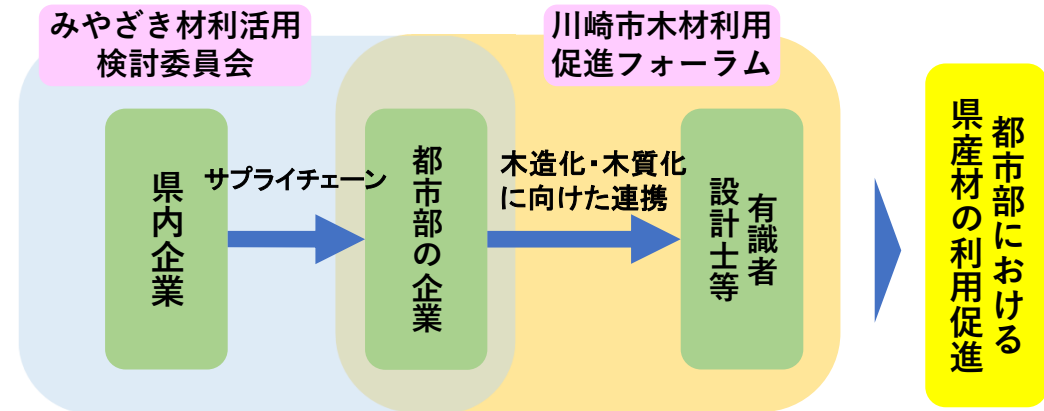 みやざき材利活用
検討委員会
川崎市木材利用
促進フォーラム
県内企業
サプライチェーン
都市部の企業
木造化・木質化
に向けた連携
有識者
設計士等
都市部における
県産材の利用促進